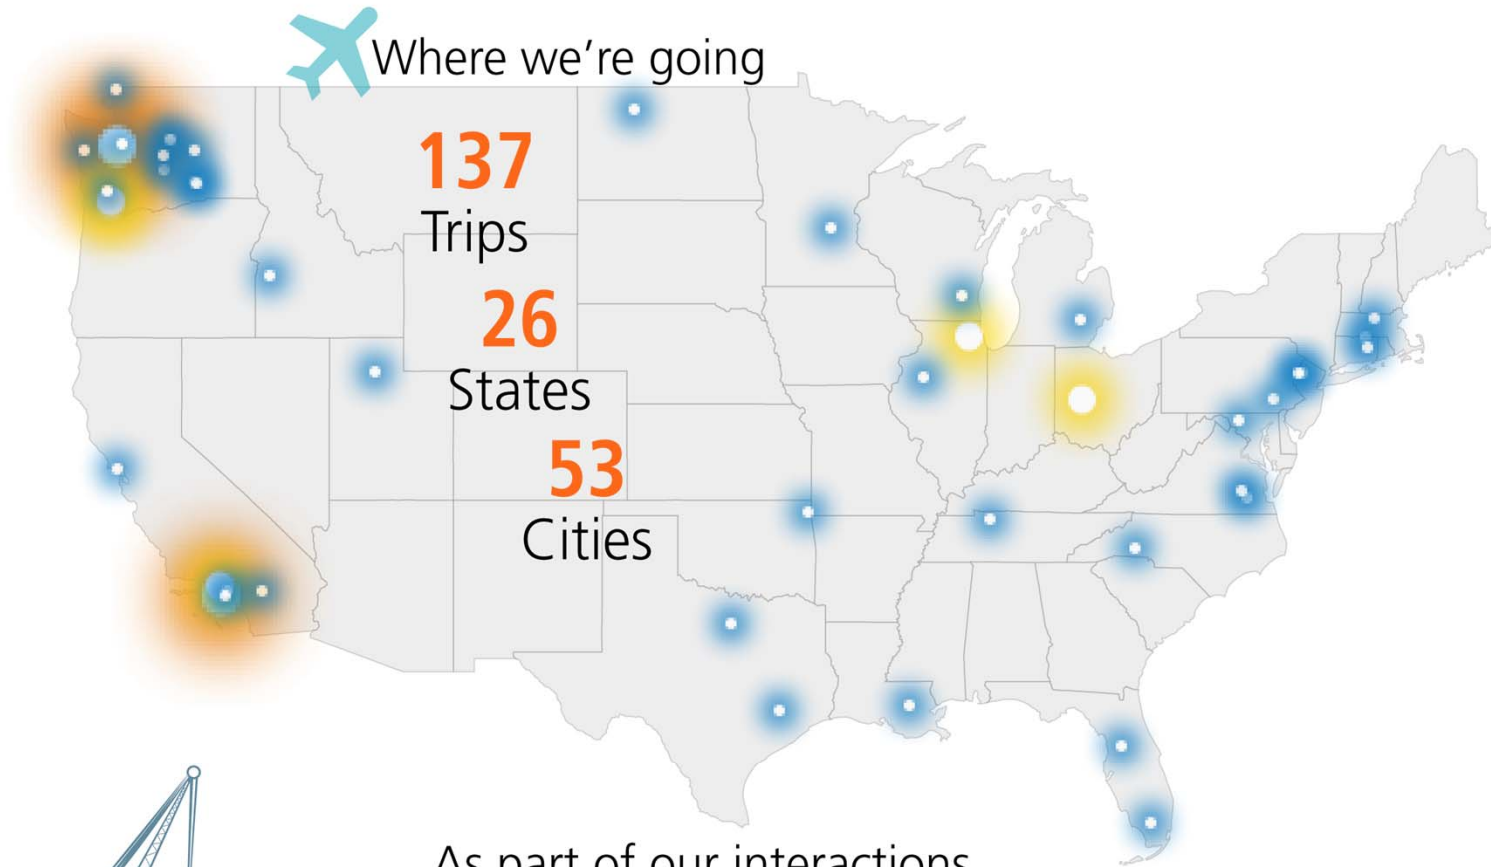 Where we're going
137
Trips
26
States
53
Cities
As part of our interactions